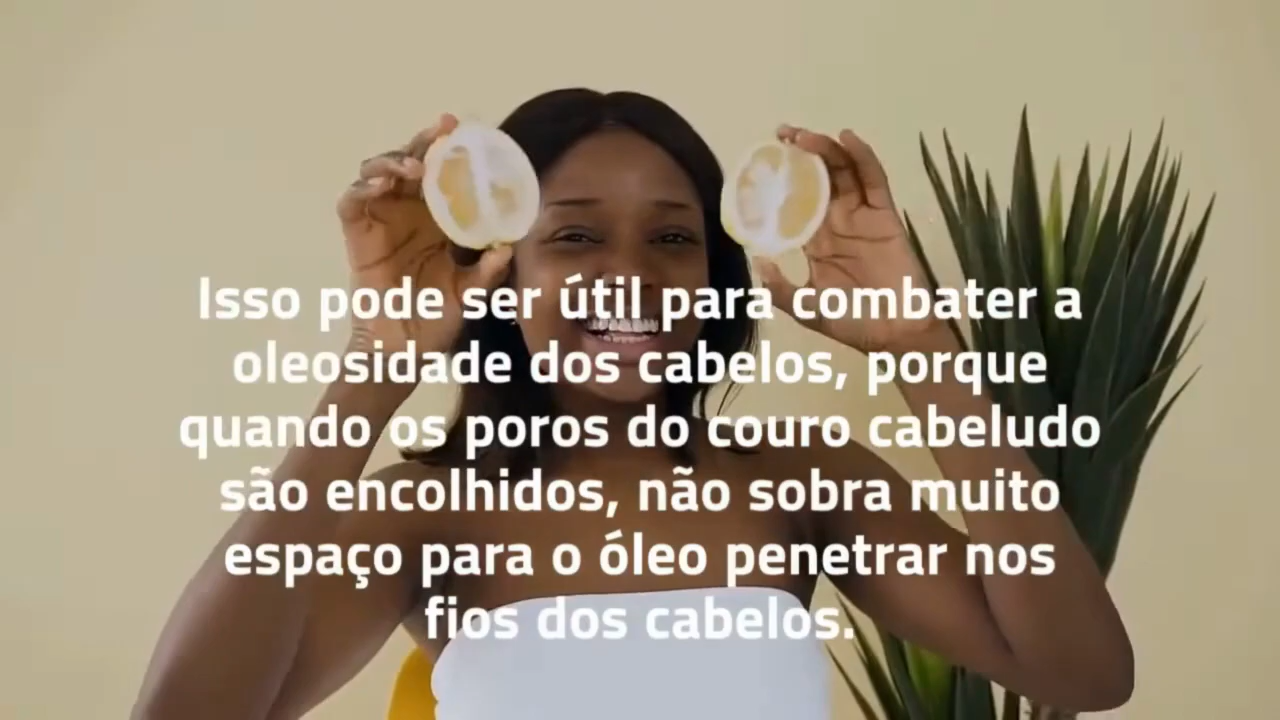 Isso pode ser útil para combater a
oleosidade dos cabelos, porque
quando os poros do couro cabeludo
são encolhidos, não sobra muito
espaço para o óleo penetrar nos
fios dos cabelos.